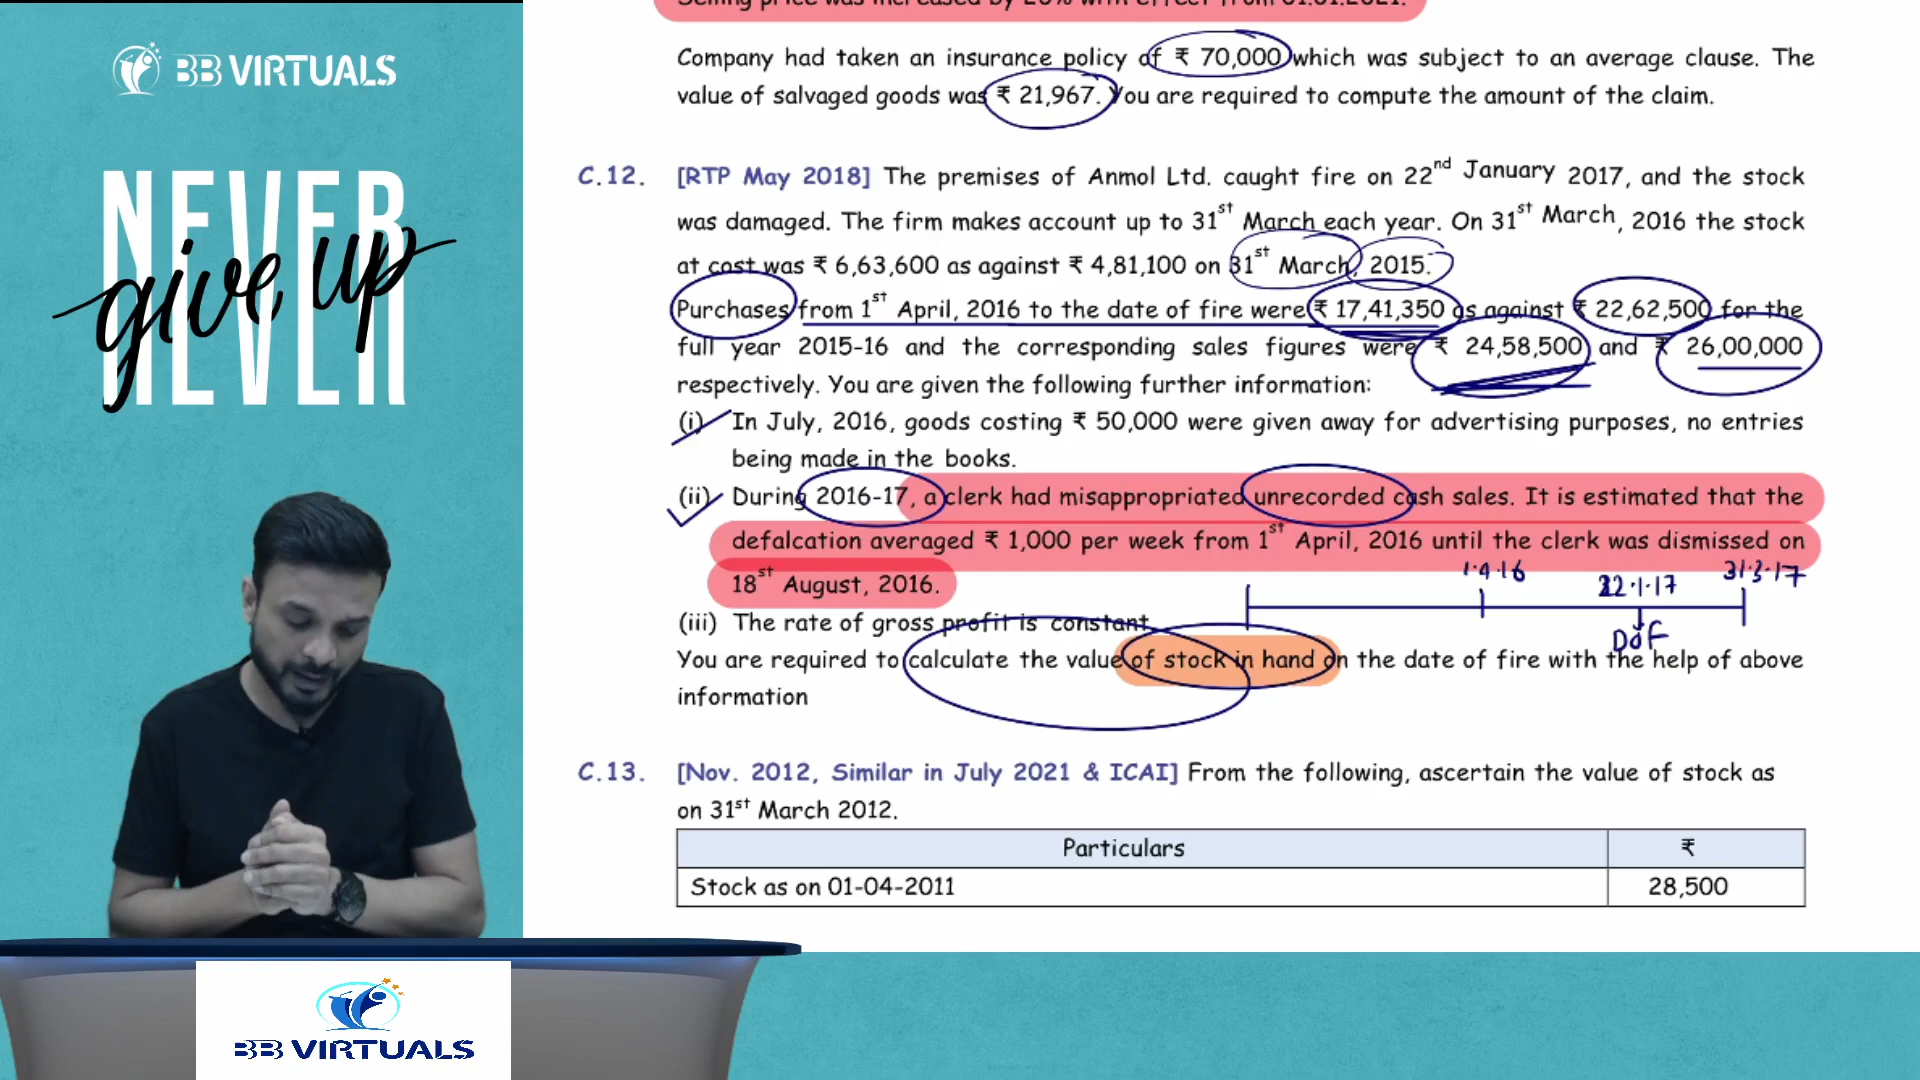 Selling price was increased by 20% with effect from 01.01.2021.
BB VIRTUALS
NEVER
give up
NEVER
Company had taken an insurance policy of ₹ 70,000 which was subject to an average clause. The
value of salvaged goods was ₹ 21,967. You are required to compute the amount of the claim.
C.12. [RTP May 2018] The premises of Anmol Ltd. caught fire on 22nd January 2017, and the stock
was damaged. The firm makes account up to 31st March each year. On 31st March, 2016 the stock
at cost was ₹ 6,63,600 as against ₹ 4,81,100 on 31st March, 2015.
Purchases from 1st April, 2016 to the date of fire were ₹ 17,41,350 as against ₹ 22,62,500 for the
full year 2015-16 and the corresponding sales figures were ₹ 24,58,500 and ₹ 26,00,000
respectively. You are given the following further information:
(i) In July, 2016, goods costing ₹ 50,000 were given away for advertising purposes, no entries
being made in the books.
(ii) During 2016-17, a clerk had misappropriated unrecorded cash sales. It is estimated that the
defalcation averaged ₹ 1,000 per week from 1st April, 2016 until the clerk was dismissed on
18st August, 2016.
1.4.16 22.1.17 31.3.17
DoF
(iii) The rate of gross profit is constant
You are required to calculate the value of stock in hand on the date of fire with the help of above
information
C.13. [Nov. 2012, Similar in July 2021 & ICAI] From the following, ascertain the value of stock as
on 31st March 2012.
Particulars ₹
Stock as on 01-04-2011 28,500
BB VIRTUALS